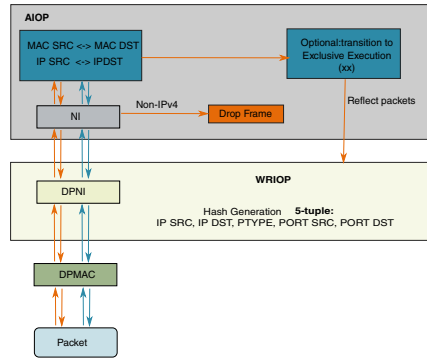 AIOP
MAC SRC <-> MAC DST
IP SRC <-> IPDST
Optional:transition to
Exclusive Execution
(xx)
Non-IPv4
Reflect packets
NI
Drop Frame
WRIOP
DPNI
Hash Generation 5-tuple:
IP SRC, IP DST, PTYPE, PORT SRC, PORT DST
DPMAC
Packet